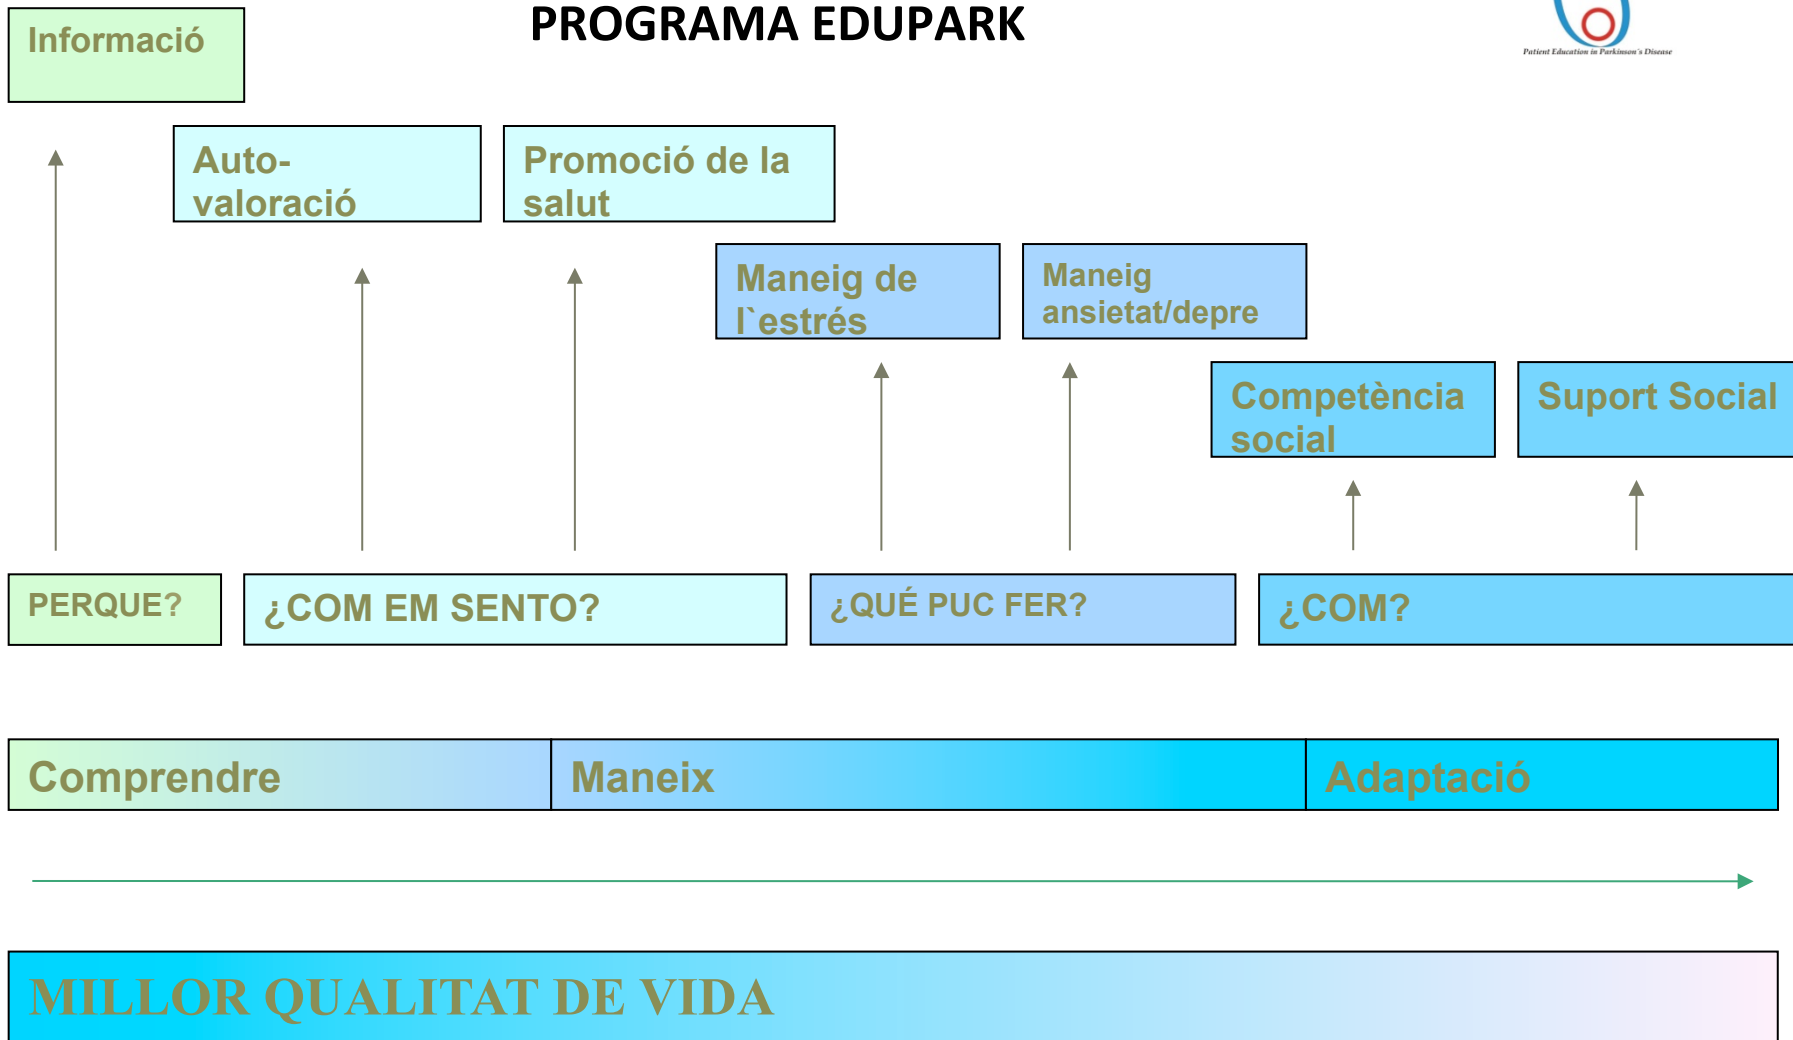 PROGRAMA EDUPARK
Informació
Patient Education in Parkinson's Disease
Auto-
valoració
Promoció de la
salut
Maneig de
l`estrés
Maneig
ansietat/depre
Competència
social
Suport Social
PERQUE?
¿COM EM SENTO?
¿QUÉ PUC FER?
¿COM?
Comprendre
Maneix
Adaptació
MILLOR QUALITAT DE VIDA